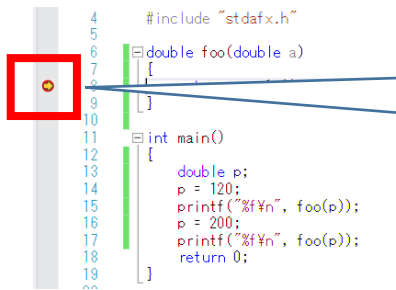 4 #include "stdafx.h"
5
6 double foo(double a)
7 {
8
9 }
10
11 int main()
12 {
13 double p;
14 p = 120;
15 printf("%f¥n", foo(p));
16 p = 200;
17 printf("%f¥n", foo(p));
18 return 0;
19 }